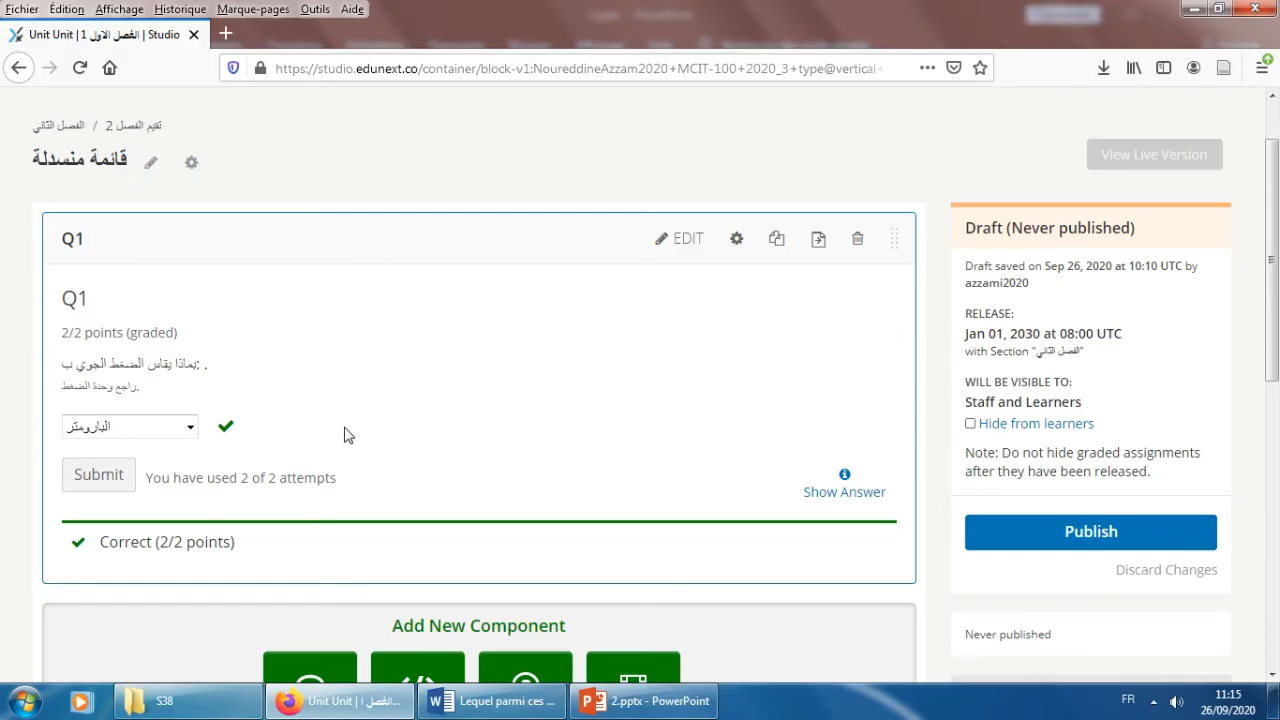 Fichier Édition Affichage Historique Marque-pages Outils Aide
Unit Unit | الفصل الاول 1 | Studio
https://studio.edunext.co/container/block-v1:NoureddineAzzam2020+MCIT-100+2020_3+type@vertical+
تقيم الفصل 2 / الفصل الثاني
قائمة منسدلة
View Live Version
Q1
EDIT
Q1
2/2 points (graded)
بماذا يقاس الضغط الجوي ب: .
راجع وحدة الضغط.
البارومتر
Submit
You have used 2 of 2 attempts
Show Answer
Correct (2/2 points)
Add New Component
Draft (Never published)
Draft saved on Sep 26, 2020 at 10:10 UTC by
azzami2020
RELEASE:
Jan 01, 2030 at 08:00 UTC
with Section "الفصل الثاني"
WILL BE VISIBLE TO:
Staff and Learners
Hide from learners
Note: Do not hide graded assignments
after they have been released.
Publish
Discard Changes
Never published
S38
Unit Unit | الفصل ا...
Lequel parmi ces ...
2.pptx - PowerPoint
FR
11:15
26/09/2020